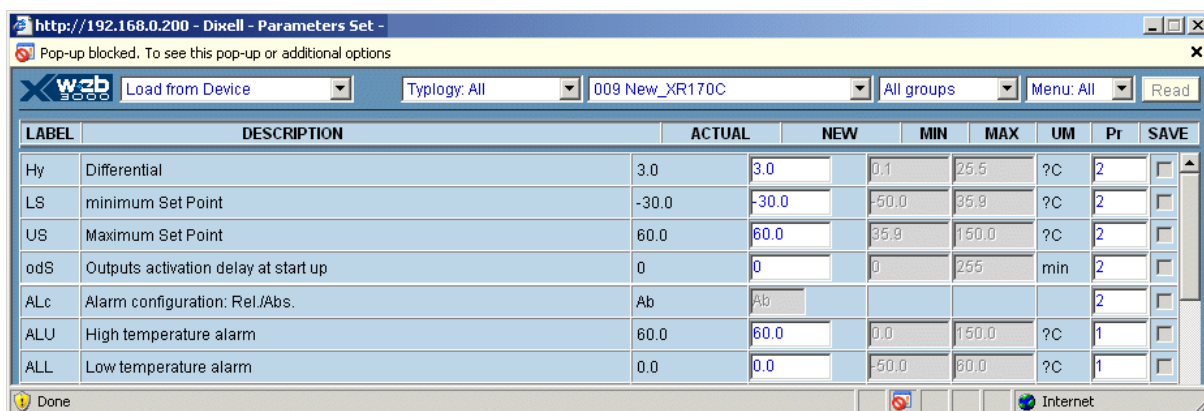 http://192.168.0.200 - Dixell - Parameters Set -
Pop-up blocked. To see this pop-up or additional options
XWEB 3000 Load from Device Typlogy: All 009 New_XR170C All groups Menu: All Read
LABEL DESCRIPTION ACTUAL NEW MIN MAX UM Pr SAVE
Hy Differential 3.0 3.0 0.1 25.5 ?C 2
LS minimum Set Point -30.0 -30.0 -50.0 35.9 ?C 2
US Maximum Set Point 60.0 60.0 35.9 150.0 ?C 2
odS Outputs activation delay at start up 0 0 0 255 min 2
ALc Alarm configuration: Rel./Abs. Ab Ab 2
ALU High temperature alarm 60.0 60.0 0.0 150.0 ?C 1
ALL Low temperature alarm 0.0 0.0 -50.0 60.0 ?C 1
Done Internet